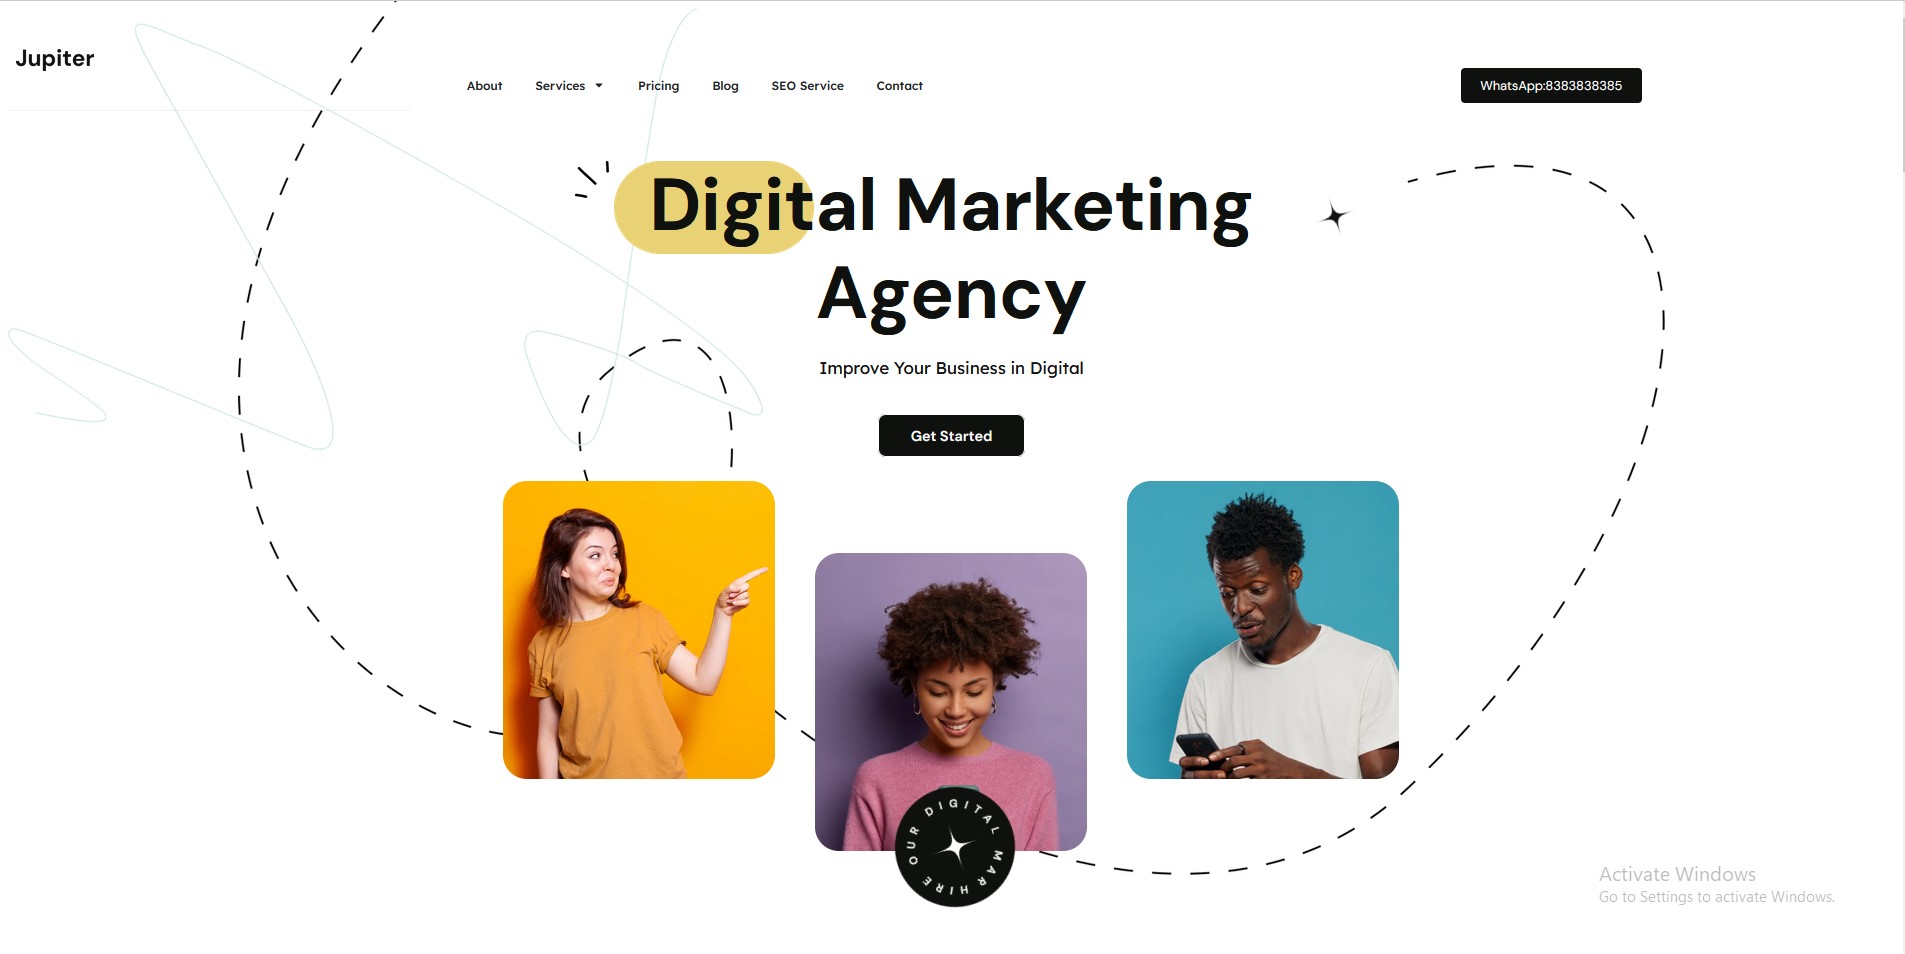 Jupiter
About Services Pricing Blog SEO Service Contact
WhatsApp:8383838385
Digital Marketing
Agency
Improve Your Business in Digital
Get Started
HIRE OUR DIGITAL MAR
Activate Windows
Go to Settings to activate Windows.